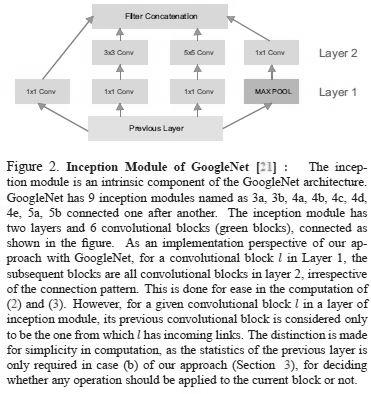 Filter Concatenation
3x3 Conv 5x5 Conv 1x1 Conv Layer 2
1x1 Conv 1x1 Conv 1x1 Conv MAX POOL Layer 1
Previous Layer
Figure 2. Inception Module of GoogleNet [21] : The incep-
tion module is an intrinsic component of the GoogleNet architecture.
GoogleNet has 9 inception modules named as 3a, 3b, 4a, 4b, 4c, 4d,
4e, 5a, 5b connected one after another. The inception module has
two layers and 6 convolutional blocks (green blocks), connected as
shown in the figure. As an implementation perspective of our ap-
proach with GoogleNet, for a convolutional block l in Layer 1, the
subsequent blocks are all convolutional blocks in layer 2, irrespec-
tive of the connection pattern. This is done for ease in the computation of
(2) and (3). However, for a given convolutional block l in a layer of
inception module, its previous convolutional block is considered only
to be the one from which l has incoming links. The distinction is made
for simplicity in computation, as the statistics of the previous layer is
only required in case (b) of our approach (Section 3), for deciding
whether any operation should be applied to the current block or not.